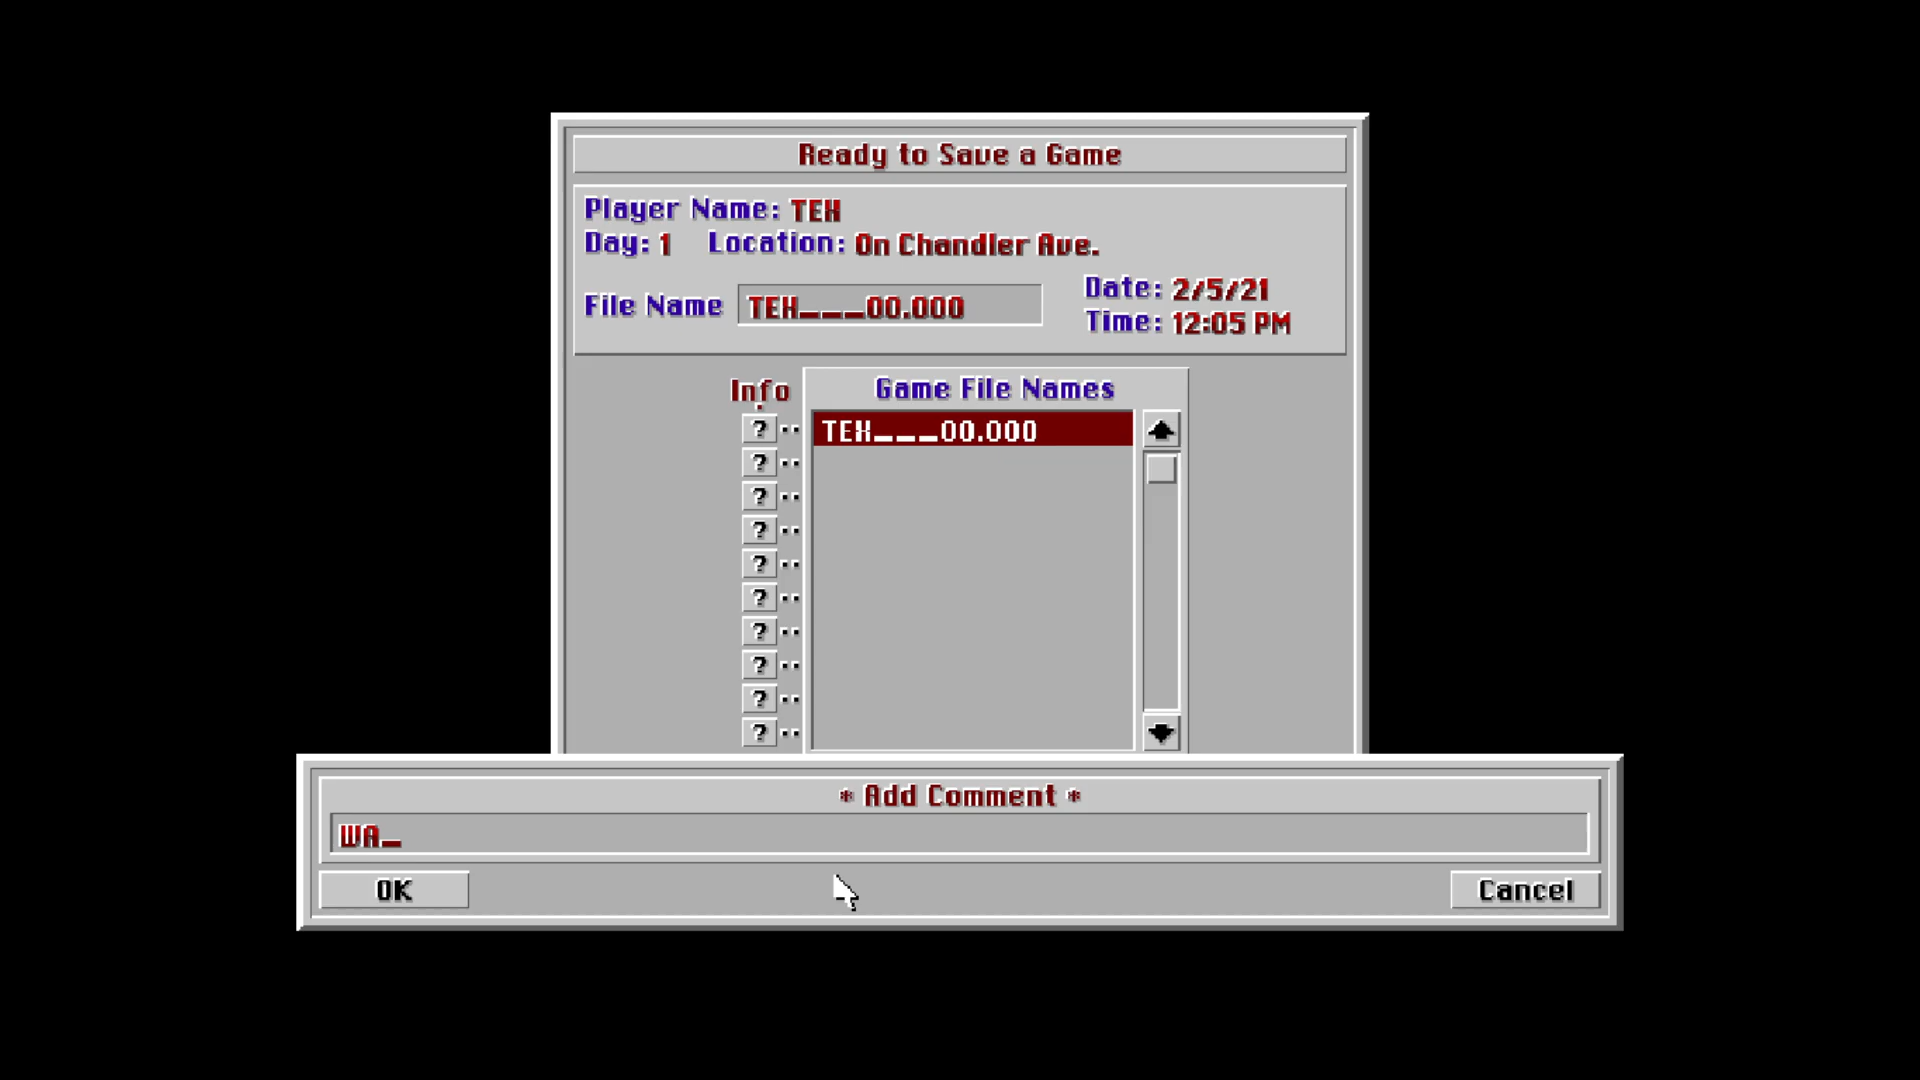 Ready to Save a Game
Player Name: TEX
Day: 1 Location: On Chandler Ave.
File Name TEX___00.000
Date: 2/5/21
Time: 12:05 PM
Info
Game File Names
? ·· TEX___00.000
? ··
? ··
? ··
? ··
? ··
? ··
? ··
? ··
? ··
* Add Comment *
WA_
OK
Cancel